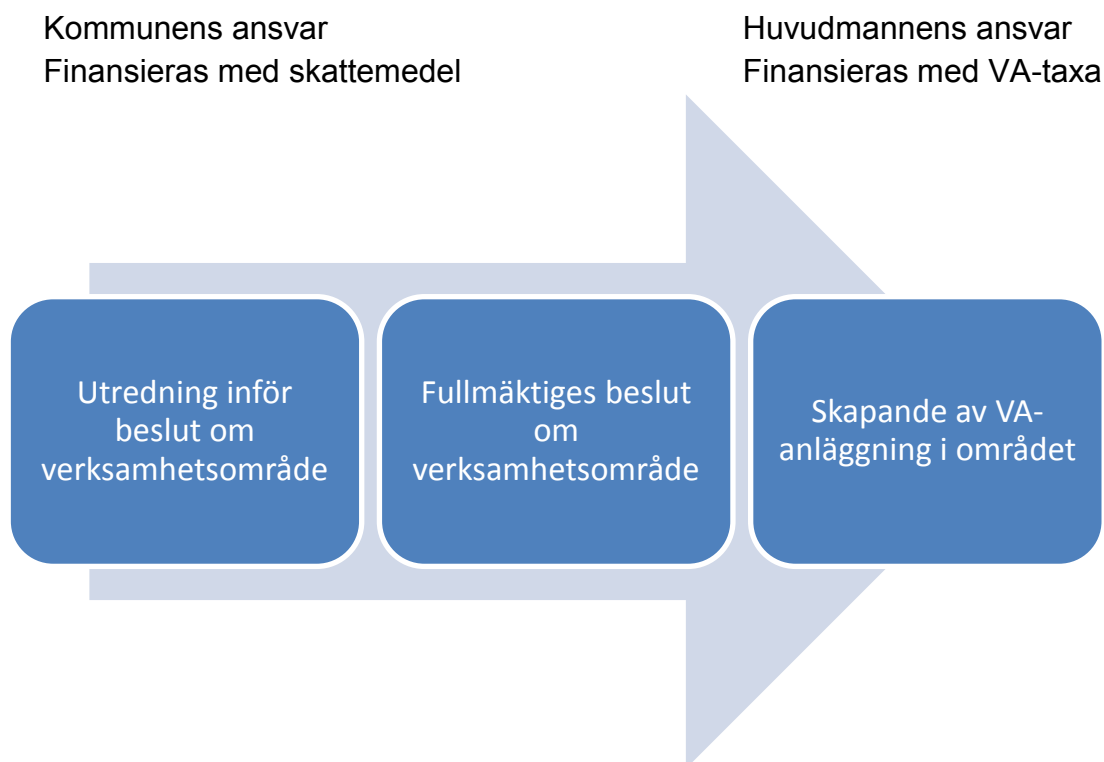 Kommunens ansvar
Finansieras med skattemedel
Huvudmannens ansvar
Finansieras med VA-taxa
Utredning inför
beslut om
verksamhetsområde
Fullmäktiges beslut
om
verksamhetsområde
Skapande av VA-
anläggning i området